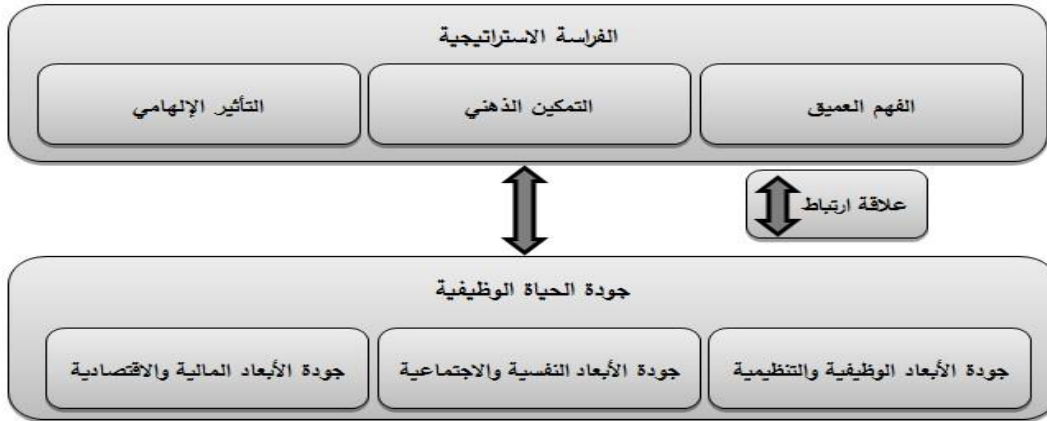 الفراسة الاستراتيجية
الفهم العميق
التمكين الذهني
التأثير الإلهامي
علاقة ارتباط
جودة الحياة الوظيفية
جودة الأبعاد الوظيفية والتنظيمية
جودة الأبعاد النفسية والاجتماعية
جودة الأبعاد المالية والاقتصادية